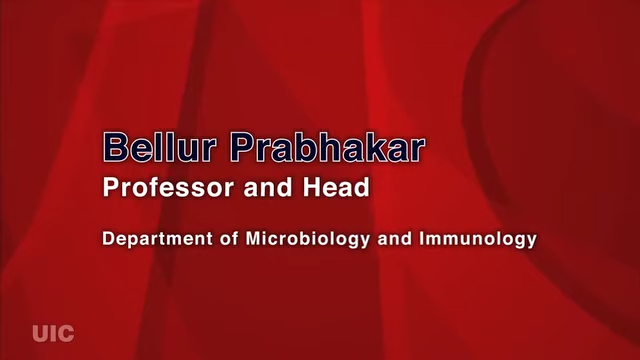 Bellur Prabhakar
Professor and Head
Department of Microbiology and Immunology
UIC